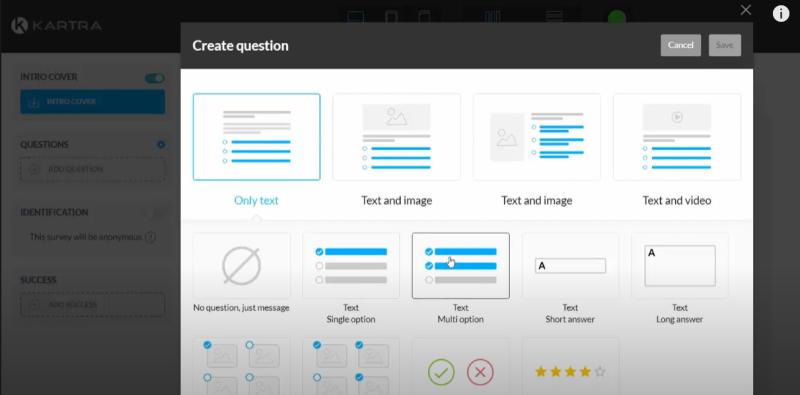 KARTRA
Create question
Cancel
Save
INTRO COVER
INTRO COVER
QUESTIONS
ADD QUESTION
IDENTIFICATION
This survey will be anonymous. ?
SUCCESS
ADD SUCCESS
Only text
Text and image
Text and image
Text and video
A
A
No question, just message
Text
Single option
Text
Multi option
Text
Short answer
Text
Long answer